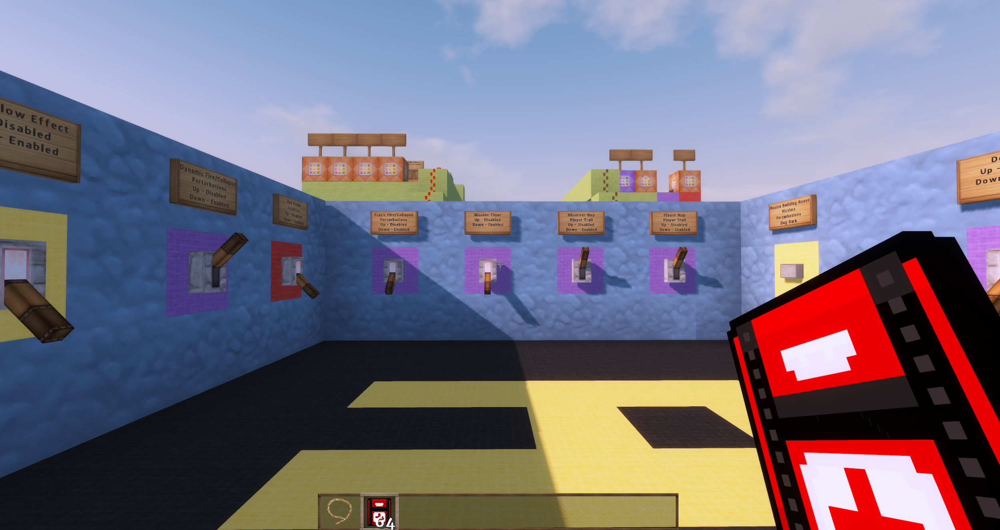 low Effect
Disabled
- Enabled
Dynamic Fire/Collapse
Perturbations
Up - Disabled
Down - Enabled
Red Victim
Fatalities
Up - Disabled
Down - Enabled
Static Fire/Collapse
Perturbations
Up - Disabled
Down - Enabled
Mission Timer
Up - Disabled
Down - Enabled
Observer Map
Player Trail
Up - Disabled
Down - Enabled
Player Map
Player Trail
Up - Disabled
Down - Enabled
Master Building Reset
Victims
Perturbations
Dog Bark
Up -
Down
64